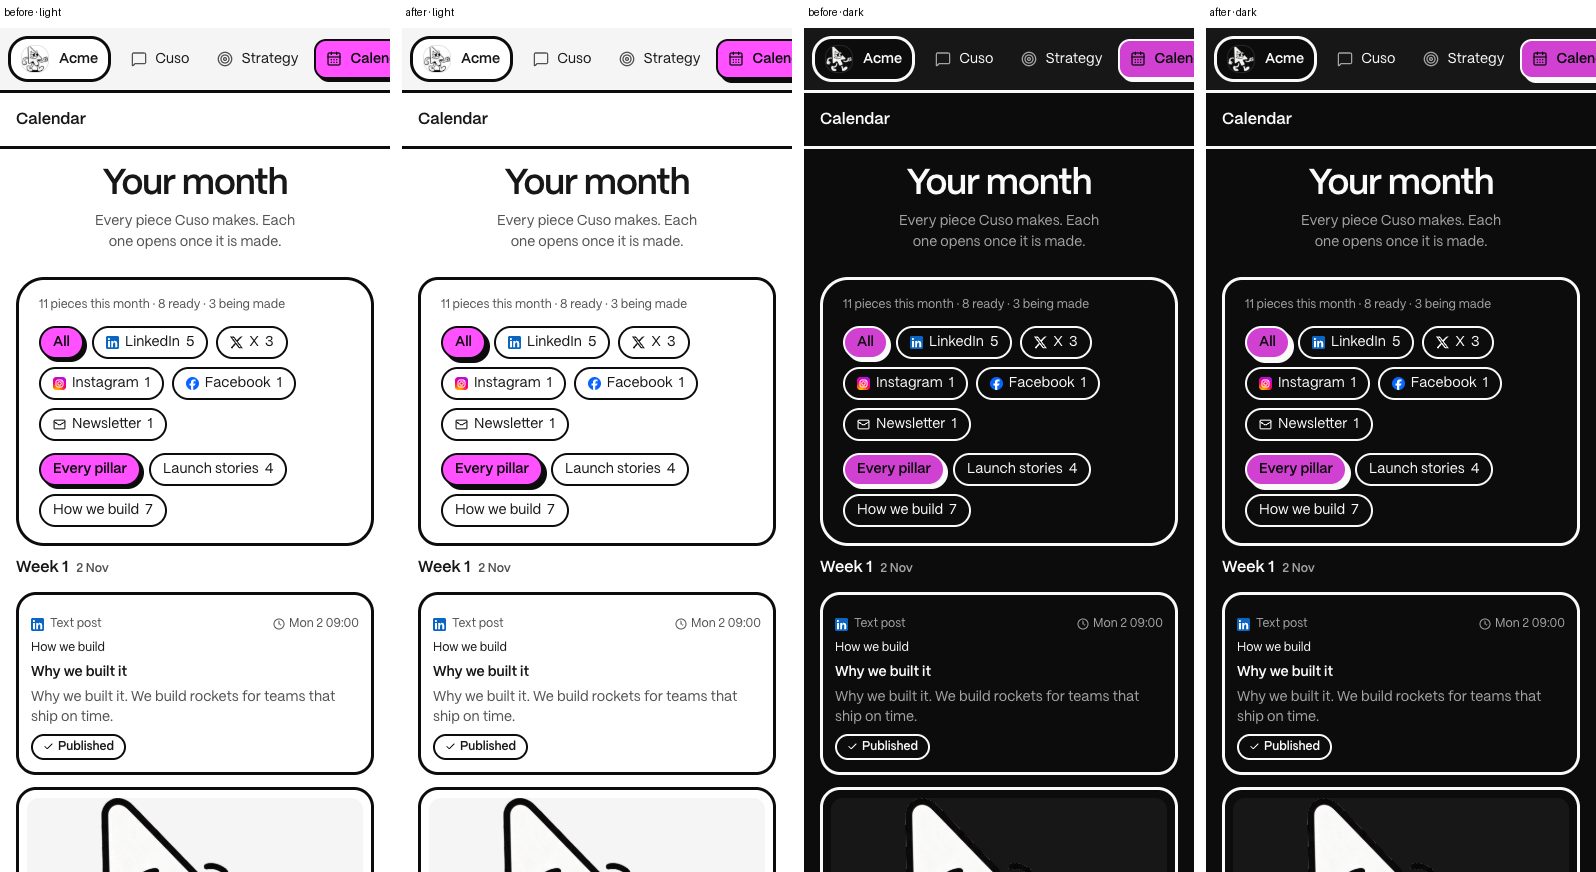 before · light
Acme Cuso Strategy Calen
Calendar
Your month
Every piece Cuso makes. Each
one opens once it is made.
11 pieces this month · 8 ready · 3 being made
All LinkedIn 5 X 3
Instagram 1 Facebook 1
Newsletter 1
Every pillar Launch stories 4
How we build 7
Week 1 2 Nov
Text post Mon 2 09:00
How we build
Why we built it
Why we built it. We build rockets for teams that
ship on time.
Published
after · light
Acme Cuso Strategy Calen
Calendar
Your month
Every piece Cuso makes. Each
one opens once it is made.
11 pieces this month · 8 ready · 3 being made
All LinkedIn 5 X 3
Instagram 1 Facebook 1
Newsletter 1
Every pillar Launch stories 4
How we build 7
Week 1 2 Nov
Text post Mon 2 09:00
How we build
Why we built it
Why we built it. We build rockets for teams that
ship on time.
Published
before · dark
Acme Cuso Strategy Calen
Calendar
Your month
Every piece Cuso makes. Each
one opens once it is made.
11 pieces this month · 8 ready · 3 being made
All LinkedIn 5 X 3
Instagram 1 Facebook 1
Newsletter 1
Every pillar Launch stories 4
How we build 7
Week 1 2 Nov
Text post Mon 2 09:00
How we build
Why we built it
Why we built it. We build rockets for teams that
ship on time.
Published
after · dark
Acme Cuso Strategy Calen
Calendar
Your month
Every piece Cuso makes. Each
one opens once it is made.
11 pieces this month · 8 ready · 3 being made
All LinkedIn 5 X 3
Instagram 1 Facebook 1
Newsletter 1
Every pillar Launch stories 4
How we build 7
Week 1 2 Nov
Text post Mon 2 09:00
How we build
Why we built it
Why we built it. We build rockets for teams that
ship on time.
Published